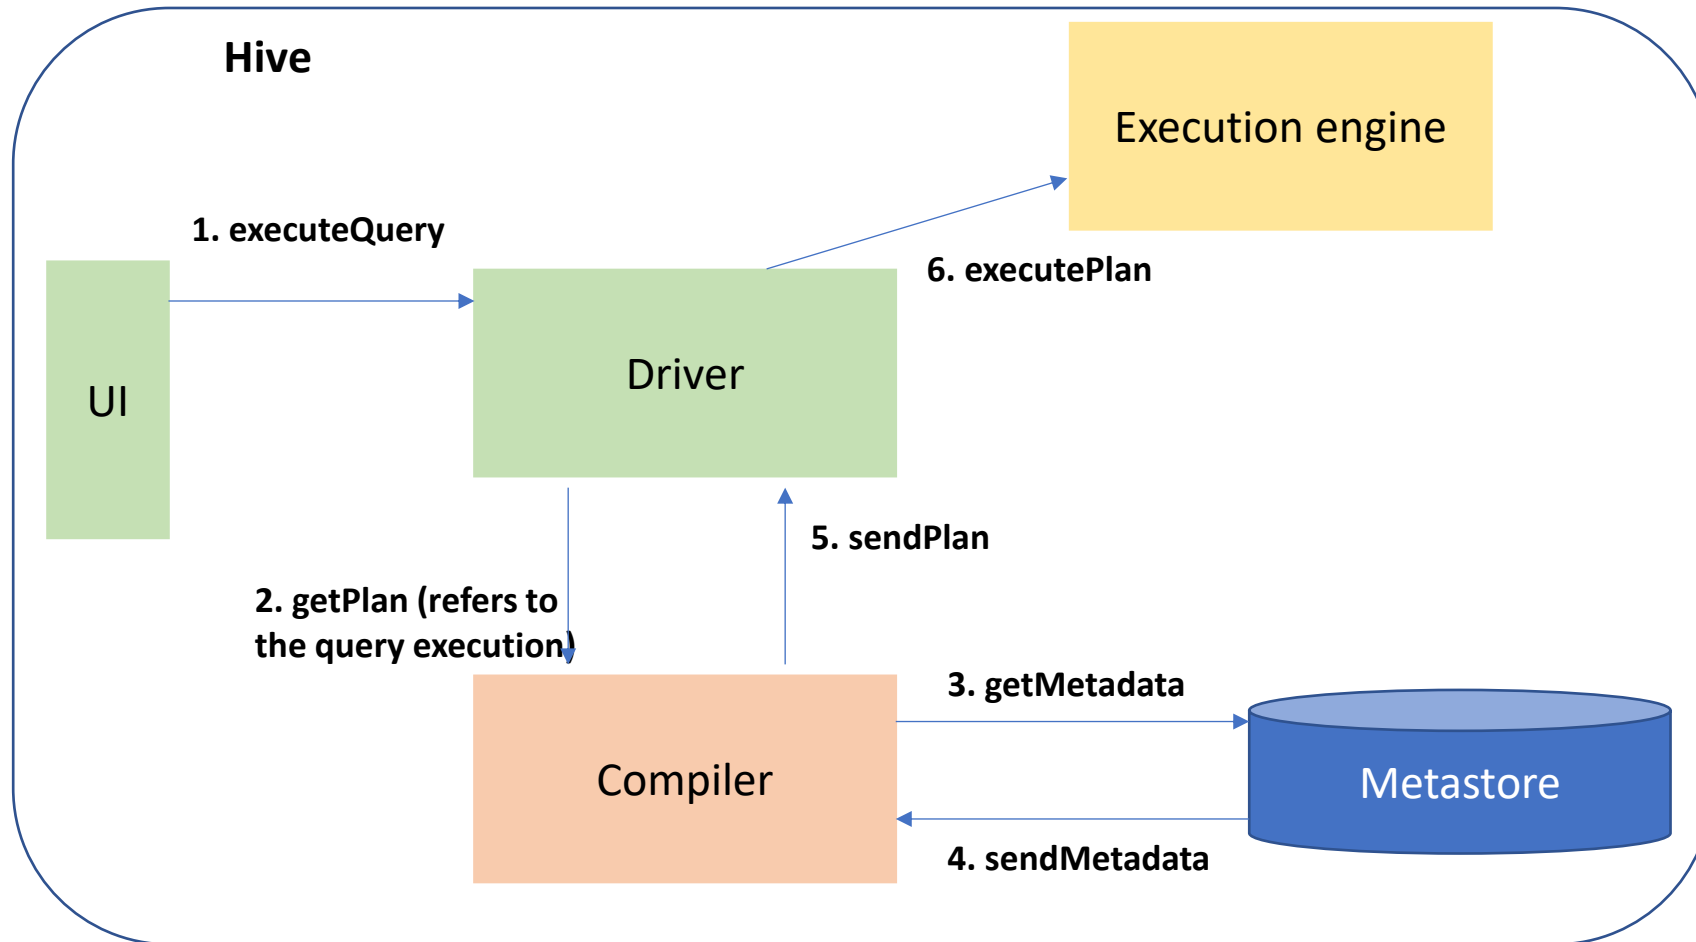 Hive
Execution engine
1. executeQuery
6. executePlan
UI
Driver
5. sendPlan
2. getPlan (refers to
the query execution)
3. getMetadata
Compiler
Metastore
4. sendMetadata